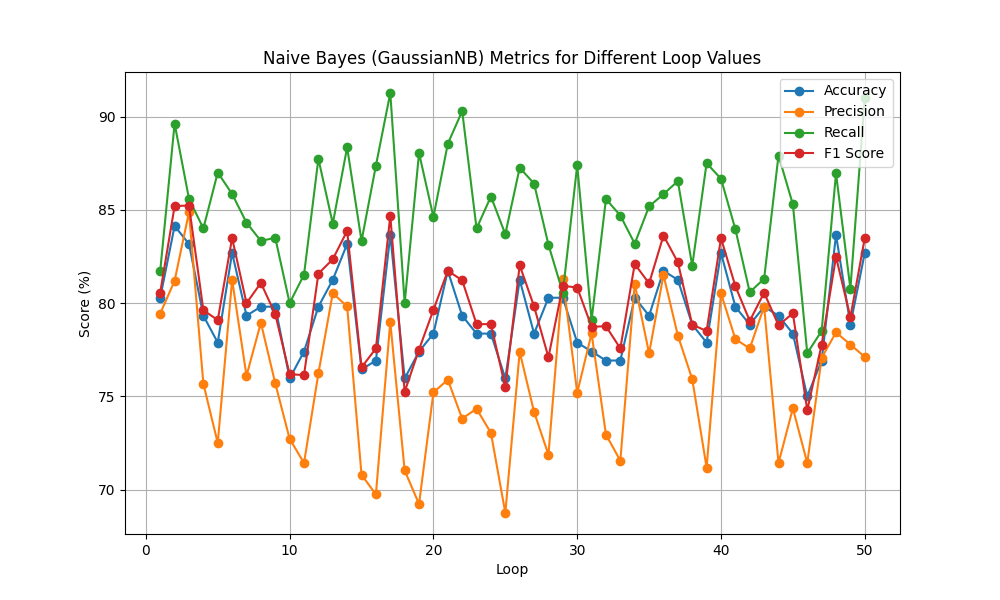 Naive Bayes (GaussianNB) Metrics for Different Loop Values
Accuracy
Precision
Recall
F1 Score
Score (%)
90
85
80
75
70
0 10 20 30 40 50
Loop